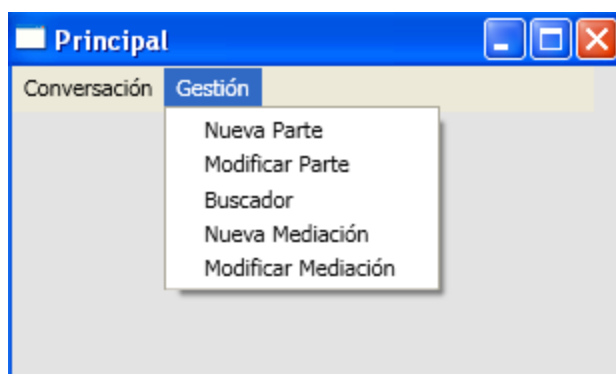 Principal
Conversación Gestión
Nueva Parte
Modificar Parte
Buscador
Nueva Mediación
Modificar Mediación